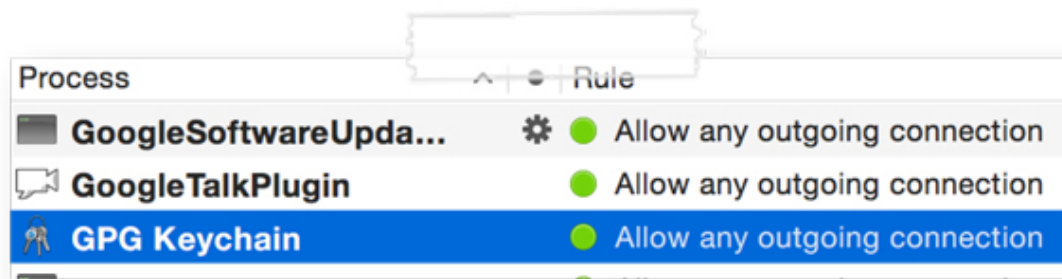 Process Rule
GoogleSoftwareUpda... Allow any outgoing connection
GoogleTalkPlugin Allow any outgoing connection
GPG Keychain Allow any outgoing connection